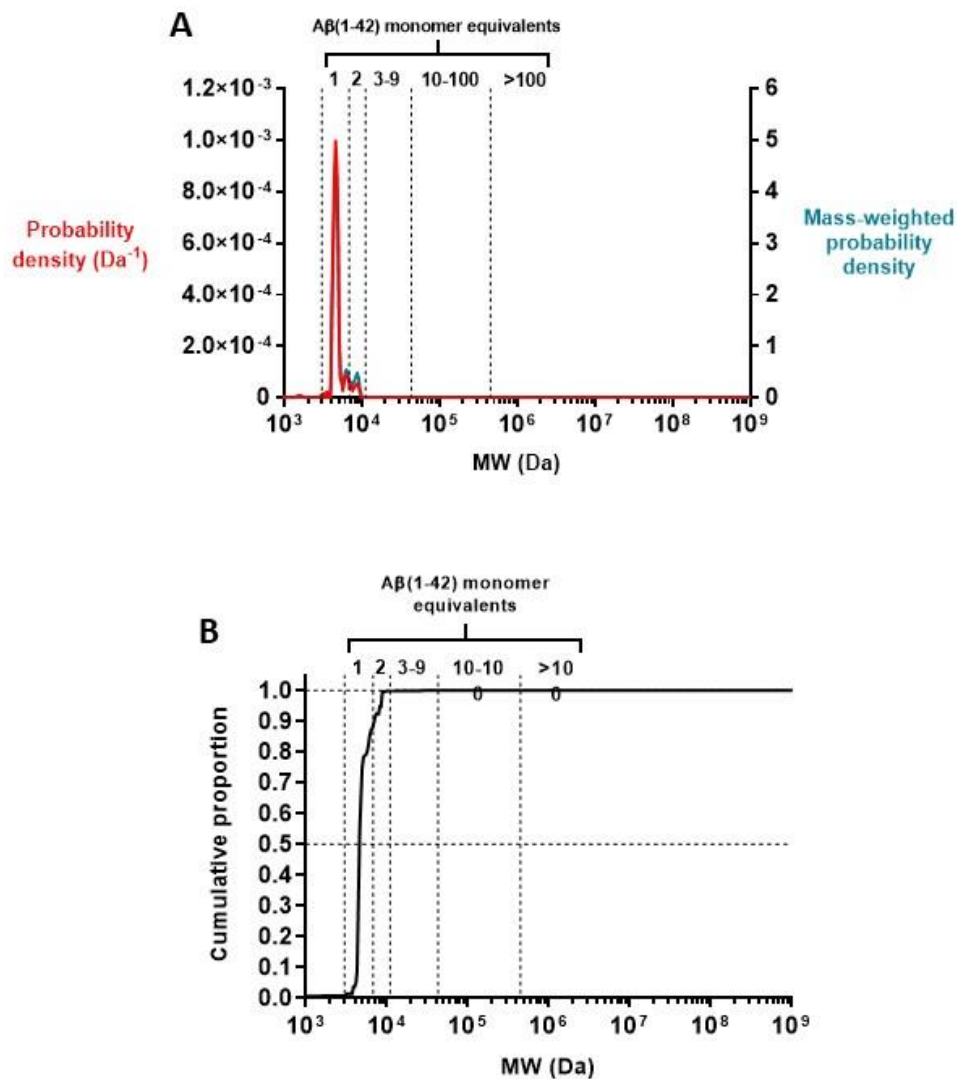 A
Aβ(1-42) monomer equivalents
1 2 3-9 10-100 >100
1.2×10⁻³
1.0×10⁻³
8.0×10⁻⁴
6.0×10⁻⁴
4.0×10⁻⁴
2.0×10⁻⁴
0
Probability
density (Da⁻¹)
6
5
4
3
2
1
0
Mass-weighted
probability
density
10³ 10⁴ 10⁵ 10⁶ 10⁷ 10⁸ 10⁹
MW (Da)
B
Aβ(1-42) monomer
equivalents
1 2 3-9 10-10 >10
0 0
1.0
0.9
0.8
0.7
0.6
0.5
0.4
0.3
0.2
0.1
0.0
Cumulative proportion
10³ 10⁴ 10⁵ 10⁶ 10⁷ 10⁸ 10⁹
MW (Da)